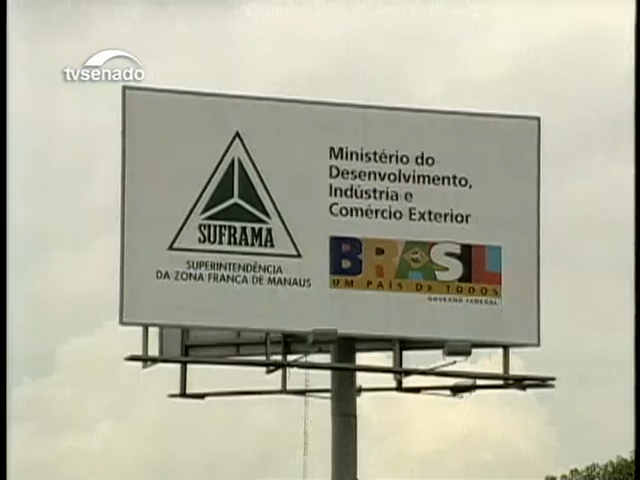 tvsenado
Ministério do
Desenvolvimento,
Indústria e
Comércio Exterior
SUFRAMA
SUPERINTENDÊNCIA
DA ZONA FRANCA DE MANAUS
BRASIL
UM PAÍS DE TODOS
GOVERNO FEDERAL